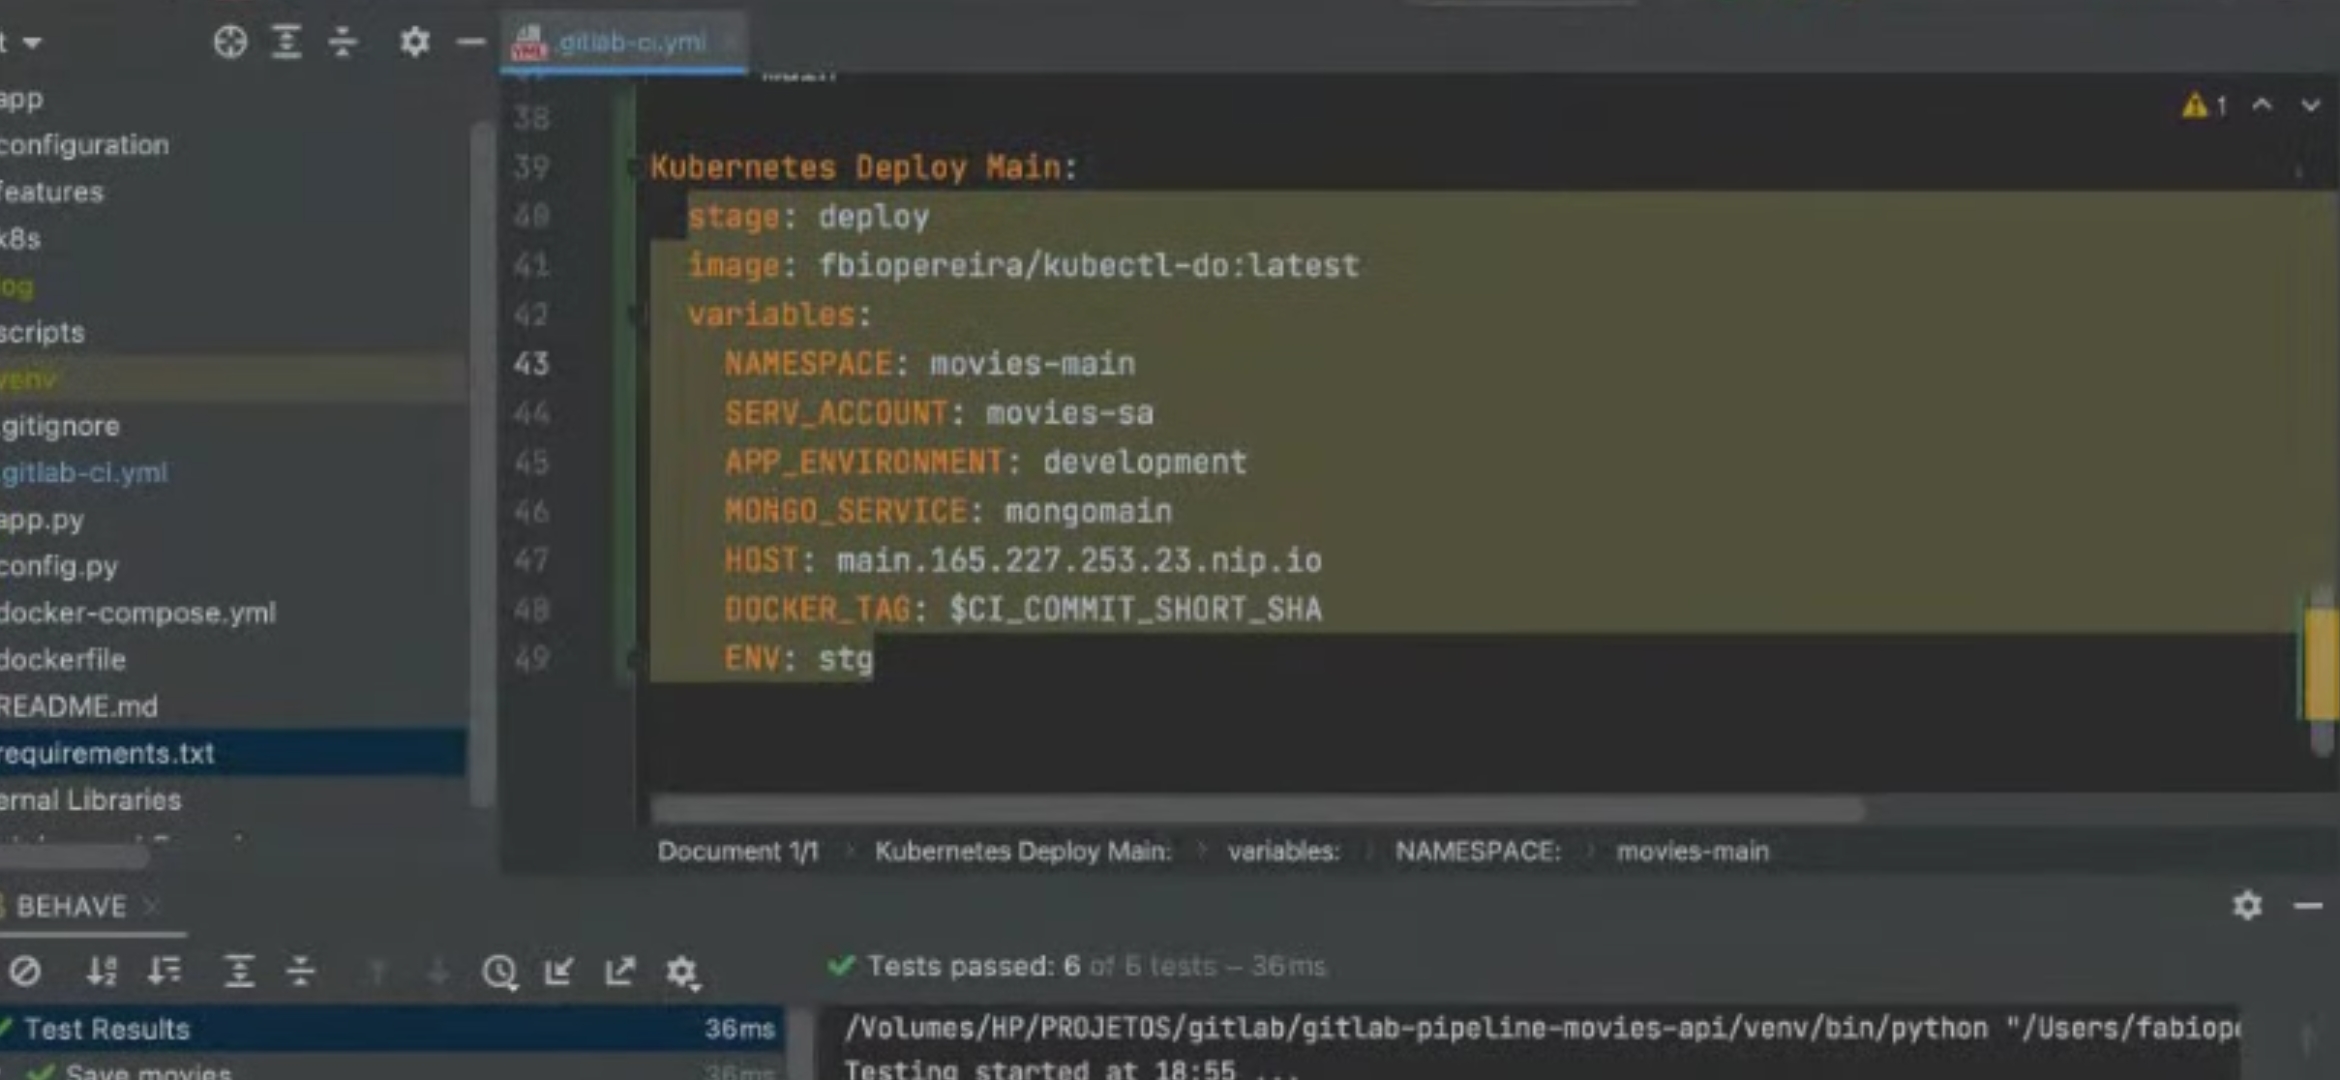 t
.gitlab-ci.yml
app
configuration
features
k8s
og
scripts
venv
gitignore
gitlab-ci.yml
app.py
config.py
docker-compose.yml
dockerfile
README.md
requirements.txt
ernal Libraries
38
39 Kubernetes Deploy Main:
40 stage: deploy
41 image: fbiopereira/kubectl-do:latest
42 variables:
43 NAMESPACE: movies-main
44 SERV_ACCOUNT: movies-sa
45 APP_ENVIRONMENT: development
46 MONGO_SERVICE: mongomain
47 HOST: main.165.227.253.23.nip.io
48 DOCKER_TAG: $CI_COMMIT_SHORT_SHA
49 ENV: stg
1
Document 1/1 Kubernetes Deploy Main: variables: NAMESPACE: movies-main
BEHAVE
Tests passed: 6 of 6 tests – 36ms
Test Results 36ms
Save movies 36ms
/Volumes/HP/PROJETOS/gitlab/gitlab-pipeline-movies-api/venv/bin/python "/Users/fabiop
Testing started at 18:55 ...